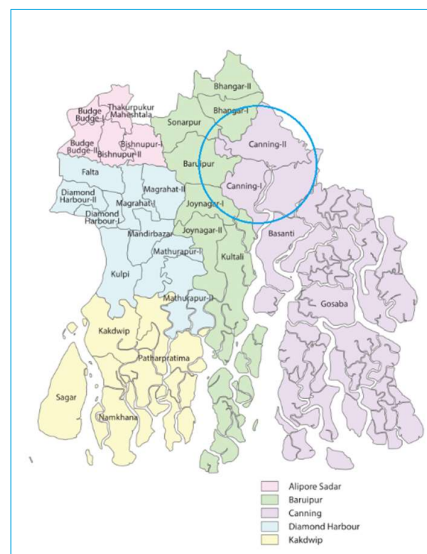 Bhangar-II
Thakurpukur
Maheshtala
Budge
Budge-I
Bhangar-I
Sonarpur
Budge
Budge-II
Bishnupur-I
Bishnupur-II
Canning-II
Baruipur
Falta
Canning-I
Magrahat-II
Diamond
Harbour-II
Magrahat-I
Joynagar-I
Diamond
Harbour-I
Mandirbazar
Joynagar-II
Basanti
Mathurapur-I
Kultali
Kulpi
Mathurapur-II
Gosaba
Kakdwip
Patharpratima
Sagar
Namkhana
Alipore Sadar
Baruipur
Canning
Diamond Harbour
Kakdwip